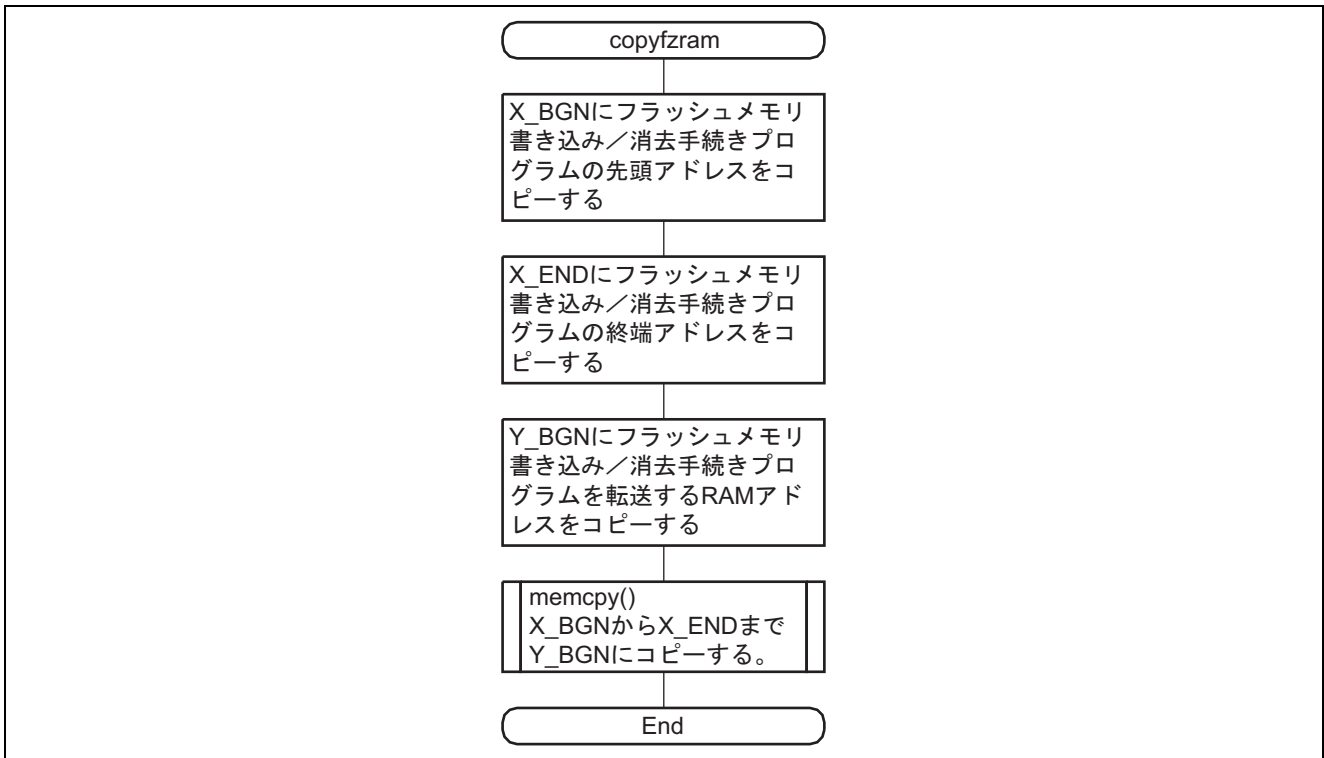 copyfzram
X_BGNにフラッシュメモリ
書き込み／消去手続きプロ
グラムの先頭アドレスをコ
ピーする
X_ENDにフラッシュメモリ
書き込み／消去手続きプロ
グラムの終端アドレスをコ
ピーする
Y_BGNにフラッシュメモリ
書き込み／消去手続きプロ
グラムを転送するRAMアド
レスをコピーする
memcpy()
X_BGNからX_ENDまで
Y_BGNにコピーする。
End